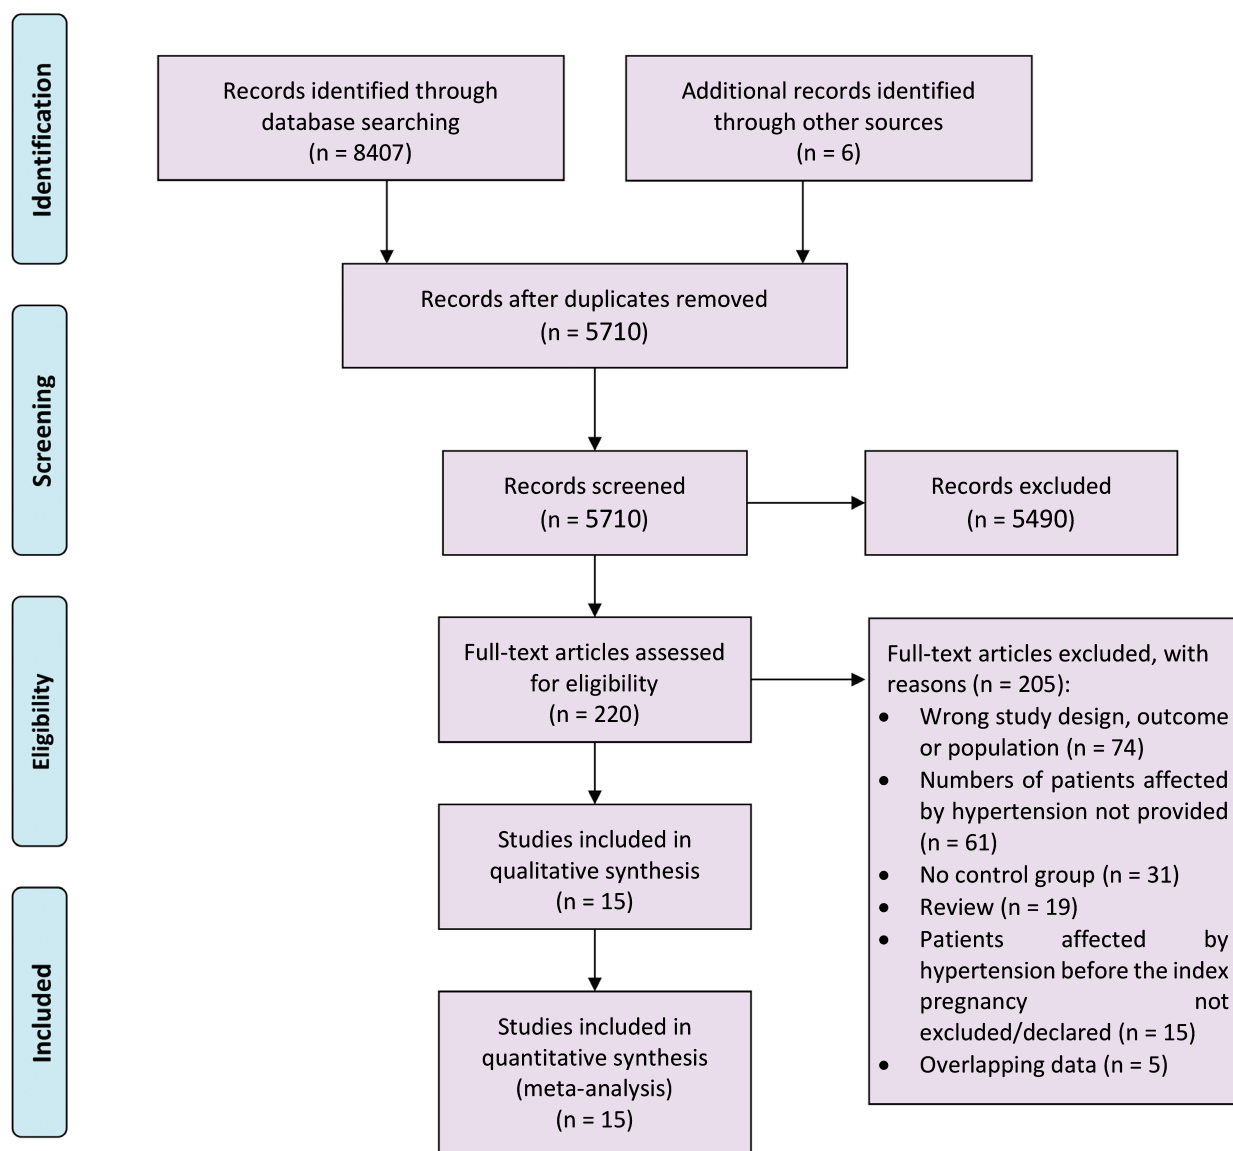 Identification
Records identified through
database searching
(n = 8407)
Additional records identified
through other sources
(n = 6)
Records after duplicates removed
(n = 5710)
Screening
Records screened
(n = 5710)
Records excluded
(n = 5490)
Eligibility
Full-text articles assessed
for eligibility
(n = 220)
Full-text articles excluded, with
reasons (n = 205):
• Wrong study design, outcome
or population (n = 74)
• Numbers of patients affected
by hypertension not provided
(n = 61)
• No control group (n = 31)
• Review (n = 19)
• Patients affected by
hypertension before the index
pregnancy not
excluded/declared (n = 15)
• Overlapping data (n = 5)
Studies included in
qualitative synthesis
(n = 15)
Included
Studies included in
quantitative synthesis
(meta-analysis)
(n = 15)